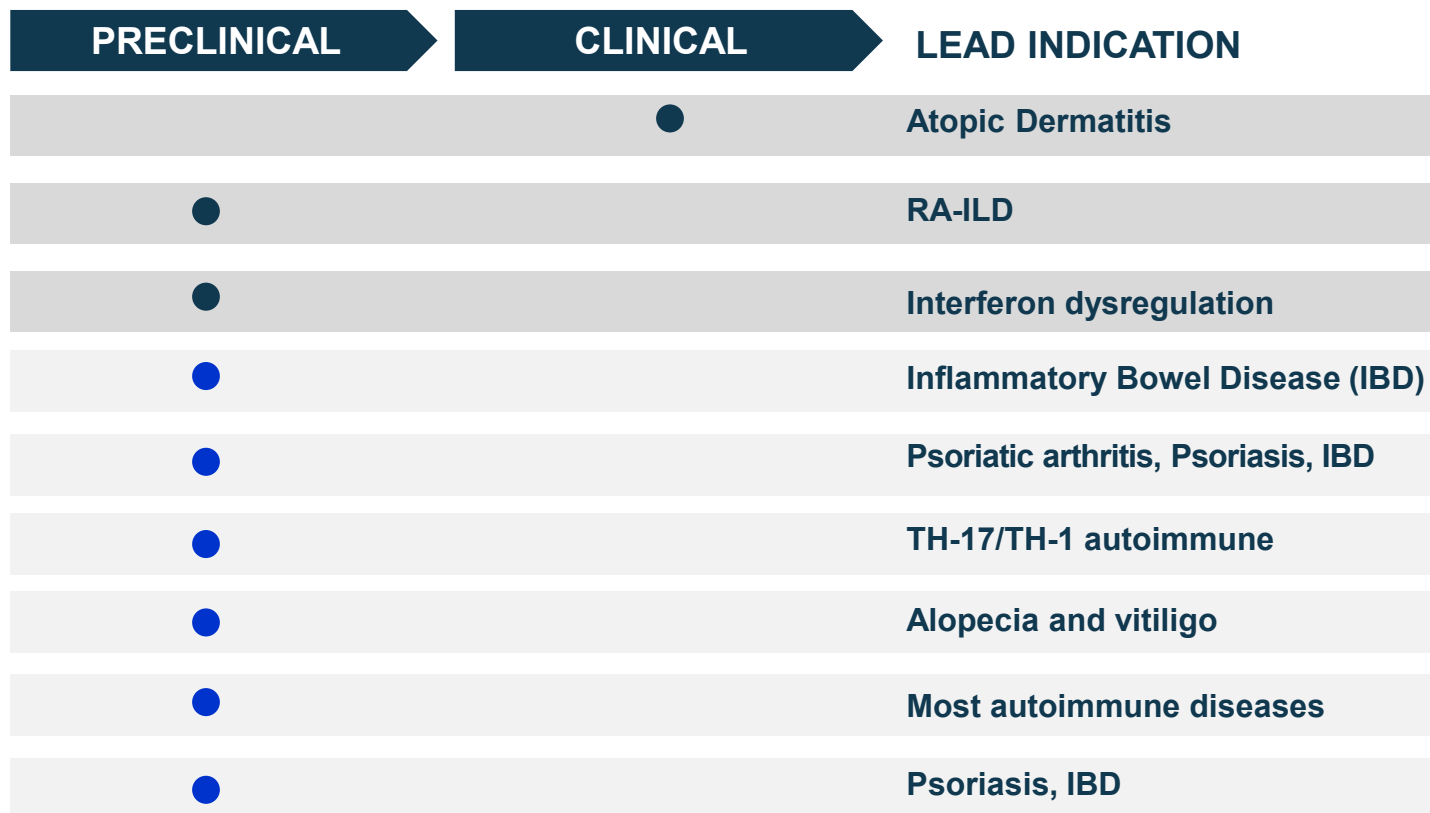 PRECLINICAL
CLINICAL
LEAD INDICATION
Atopic Dermatitis
RA-ILD
Interferon dysregulation
Inflammatory Bowel Disease (IBD)
Psoriatic arthritis, Psoriasis, IBD
TH-17/TH-1 autoimmune
Alopecia and vitiligo
Most autoimmune diseases
Psoriasis, IBD